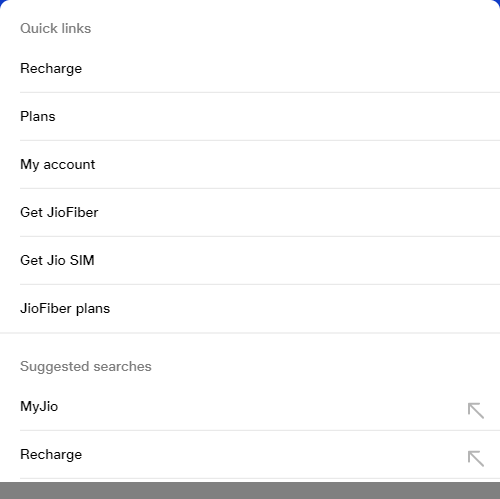 Quick links
Recharge
Plans
My account
Get JioFiber
Get Jio SIM
JioFiber plans
Suggested searches
MyJio
Recharge